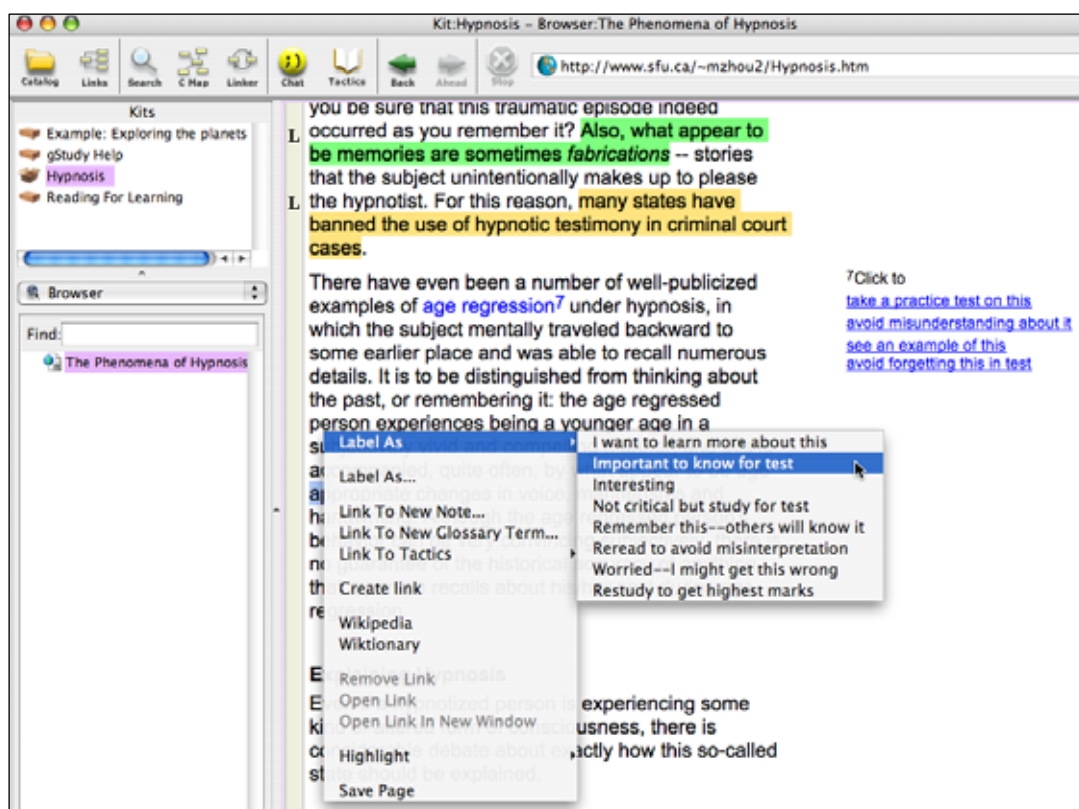 Kit:Hypnosis – Browser:The Phenomena of Hypnosis
Catalog Links Search C Map Linker Chat Tactics Back Ahead Stop
http://www.sfu.ca/~mzhou2/Hypnosis.htm
Kits
Example: Exploring the planets
gStudy Help
Hypnosis
Reading For Learning
Browser
Find:
The Phenomena of Hypnosis
you be sure that this traumatic episode indeed
L occurred as you remember it? Also, what appear to
be memories are sometimes fabrications -- stories
that the subject unintentionally makes up to please
L the hypnotist. For this reason, many states have
banned the use of hypnotic testimony in criminal court
cases.
There have even been a number of well-publicized
examples of age regression7 under hypnosis, in
which the subject mentally traveled backward to
some earlier place and was able to recall numerous
details. It is to be distinguished from thinking about
the past, or remembering it: the age regressed
person experiences being a younger age in a
7Click to
take a practice test on this
avoid misunderstanding about it
see an example of this
avoid forgetting this in test
Label As
Label As...
Link To New Note...
Link To New Glossary Term...
Link To Tactics
Create link
Wikipedia
Wiktionary
Remove Link
Open Link
Open Link In New Window
Highlight
Save Page
I want to learn more about this
Important to know for test
Interesting
Not critical but study for test
Remember this--others will know it
Reread to avoid misinterpretation
Worried--I might get this wrong
Restudy to get highest marks
Explaining Hypnosis
experiencing some
there is
debate about exactly how this so-called
state should be explained.